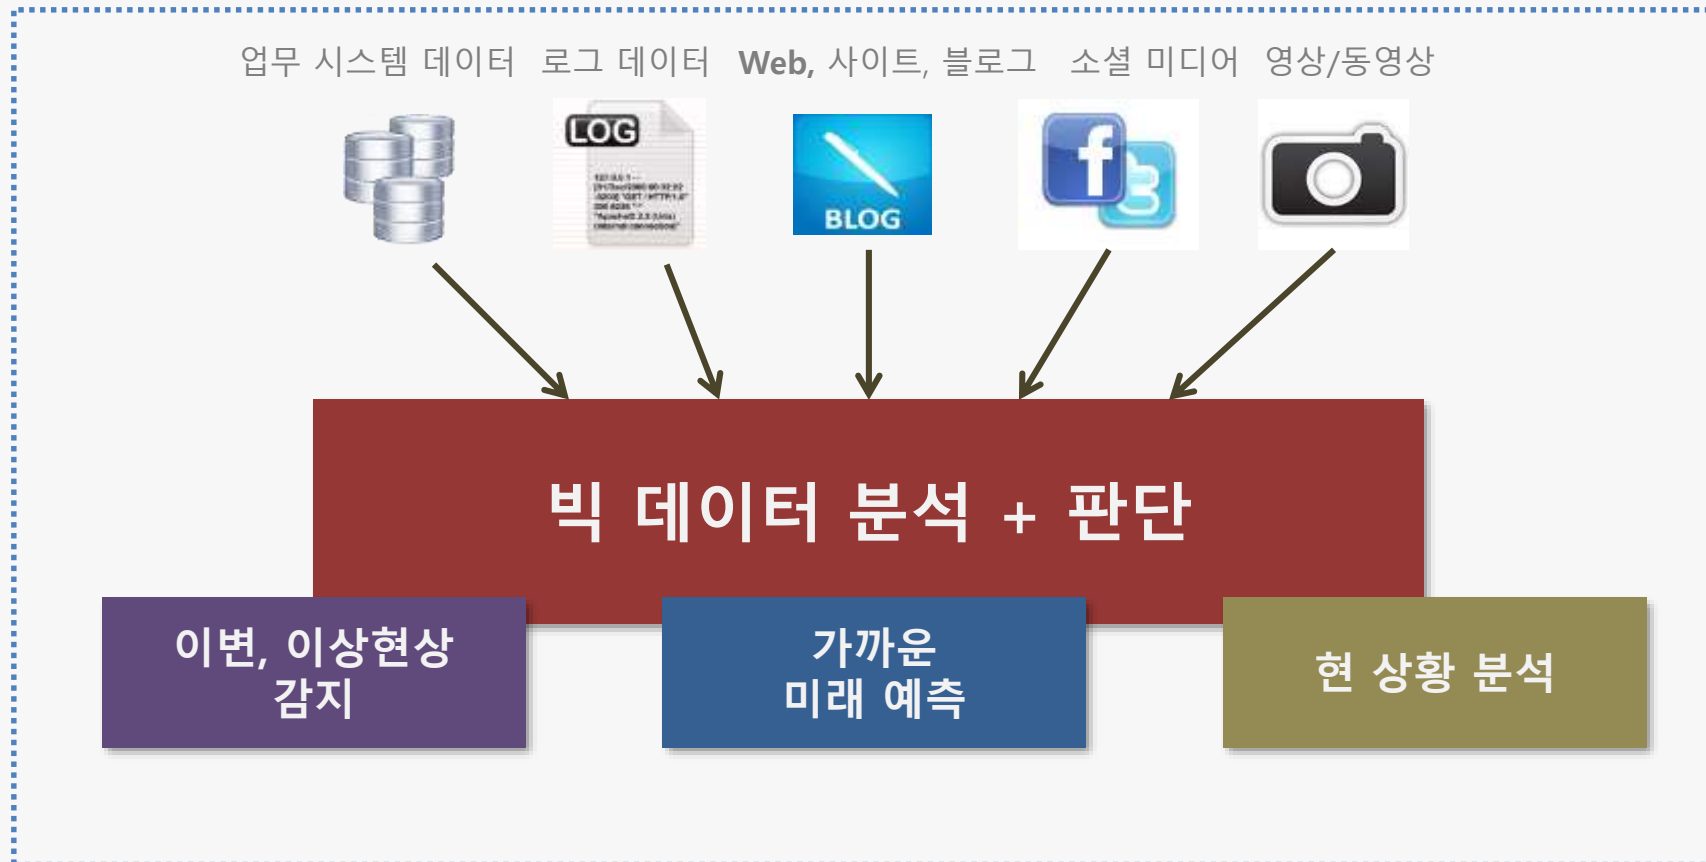 업무 시스템 데이터 로그 데이터 Web, 사이트, 블로그 소셜 미디어 영상/동영상
LOG
BLOG
빅 데이터 분석 + 판단
이변, 이상현상
감지
가까운
미래 예측
현 상황 분석